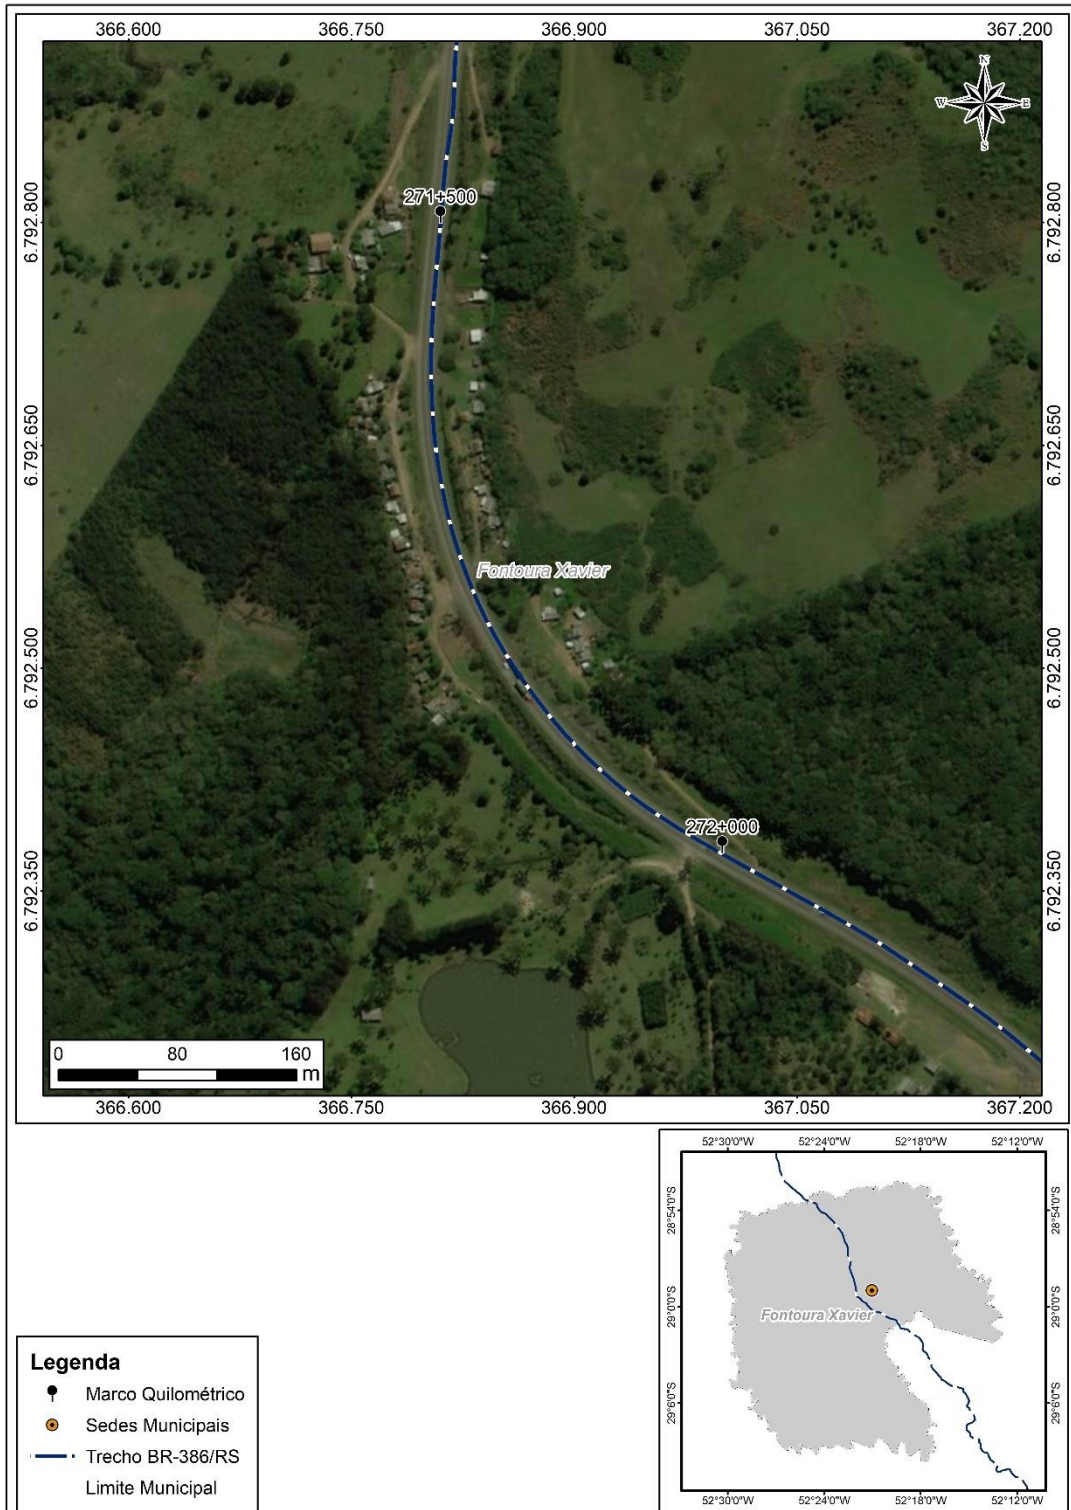 366.600 366.750 366.900 367.050 367.200
N
W E
S
271+500
6.792.800 6.792.800
6.792.650 6.792.650
Fontoura Xavier
6.792.500 6.792.500
272+000
6.792.350 6.792.350
0 80 160
m
366.600 366.750 366.900 367.050 367.200
52°30'0"W 52°24'0"W 52°18'0"W 52°12'0"W
28°54'0"S 28°54'0"S
29°0'0"S 29°0'0"S
Fontoura Xavier
29°6'0"S 29°6'0"S
52°30'0"W 52°24'0"W 52°18'0"W 52°12'0"W
Legenda
Marco Quilométrico
Sedes Municipais
Trecho BR-386/RS
Limite Municipal